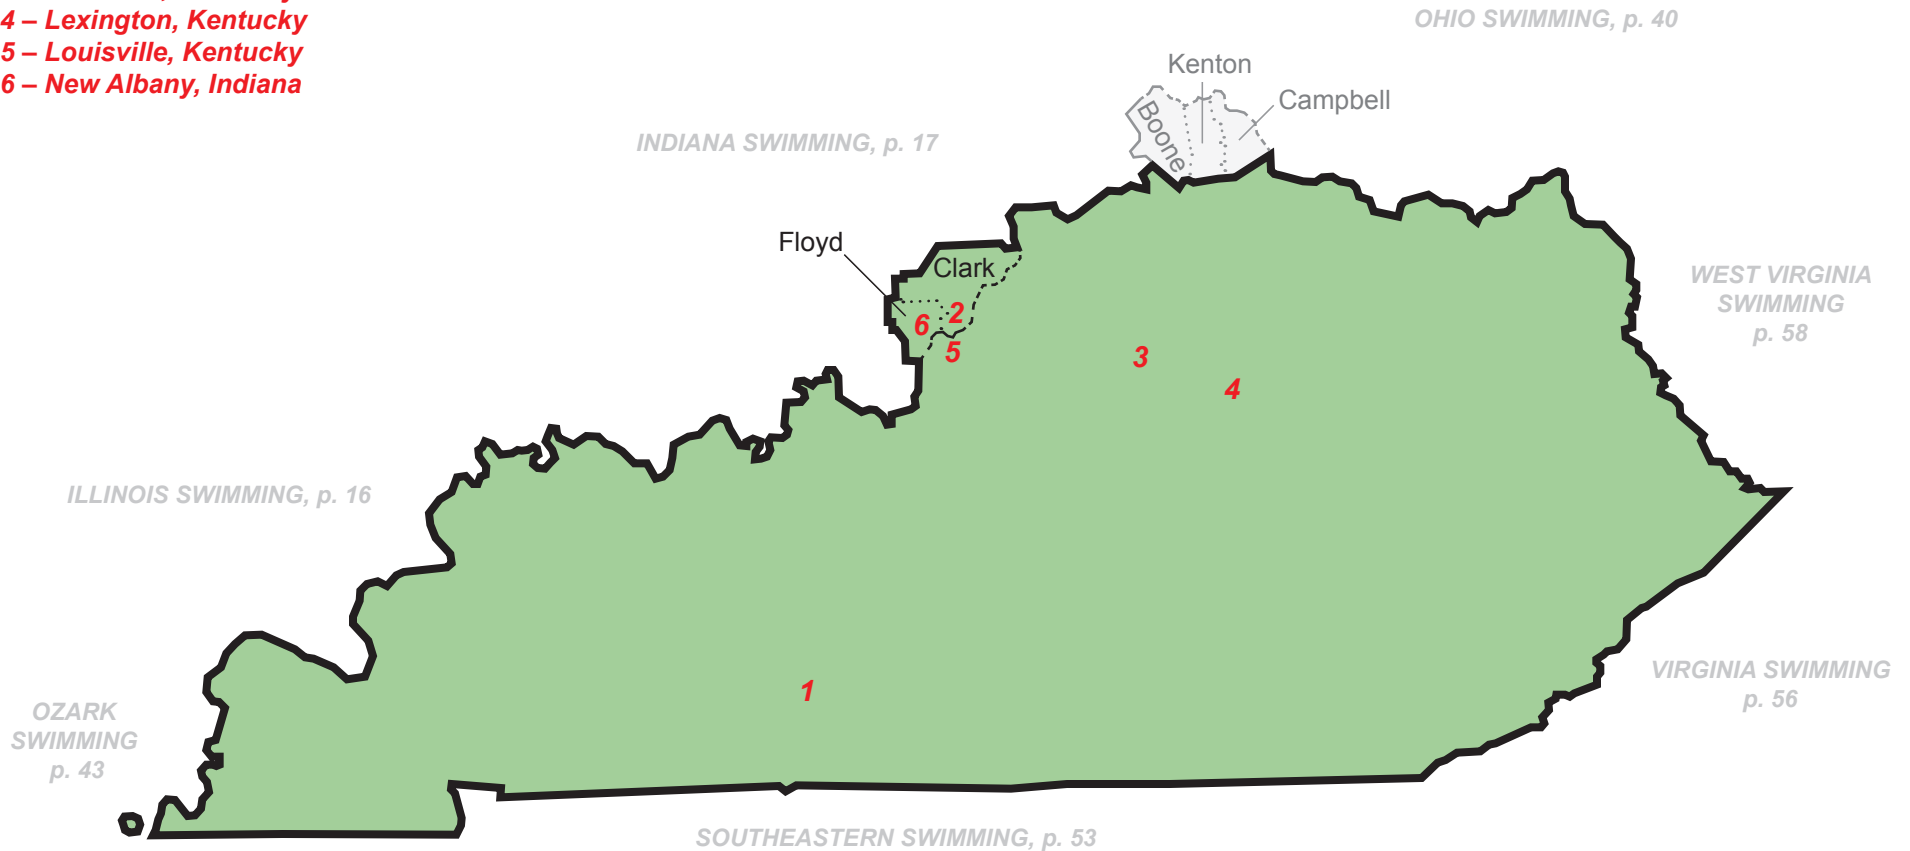 4 – Lexington, Kentucky
5 – Louisville, Kentucky
6 – New Albany, Indiana
OHIO SWIMMING, p. 40
Kenton
Campbell
Boone
INDIANA SWIMMING, p. 17
Floyd
Clark
2
6
5
3
4
WEST VIRGINIA
SWIMMING
p. 58
ILLINOIS SWIMMING, p. 16
1
VIRGINIA SWIMMING
p. 56
OZARK
SWIMMING
p. 43
SOUTHEASTERN SWIMMING, p. 53